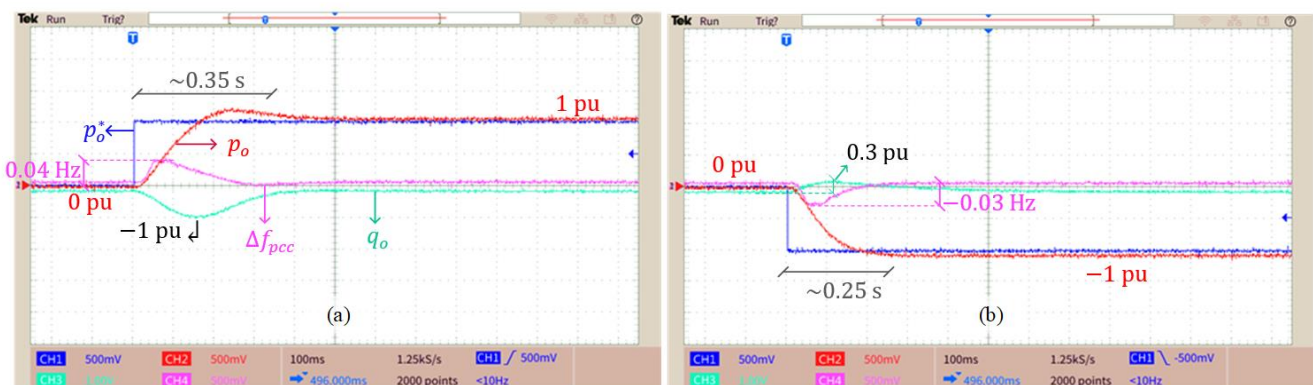 Tek Run Trig?
~0.35 s
1 pu
p_o^*
p_o
0.04 Hz
0 pu
−1 pu
Δf_pcc
q_o
(a)
CH1 500mV CH2 500mV 100ms 1.25kS/s CH1 500mV
CH3 CH4 500mV 496.000ms 2000 points <10Hz
Tek Run Trig?
0 pu
0.3 pu
−0.03 Hz
−1 pu
~0.25 s
(b)
CH1 500mV CH2 500mV 100ms 1.25kS/s CH1 -500mV
CH3 CH4 500mV 496.000ms 2000 points <10Hz